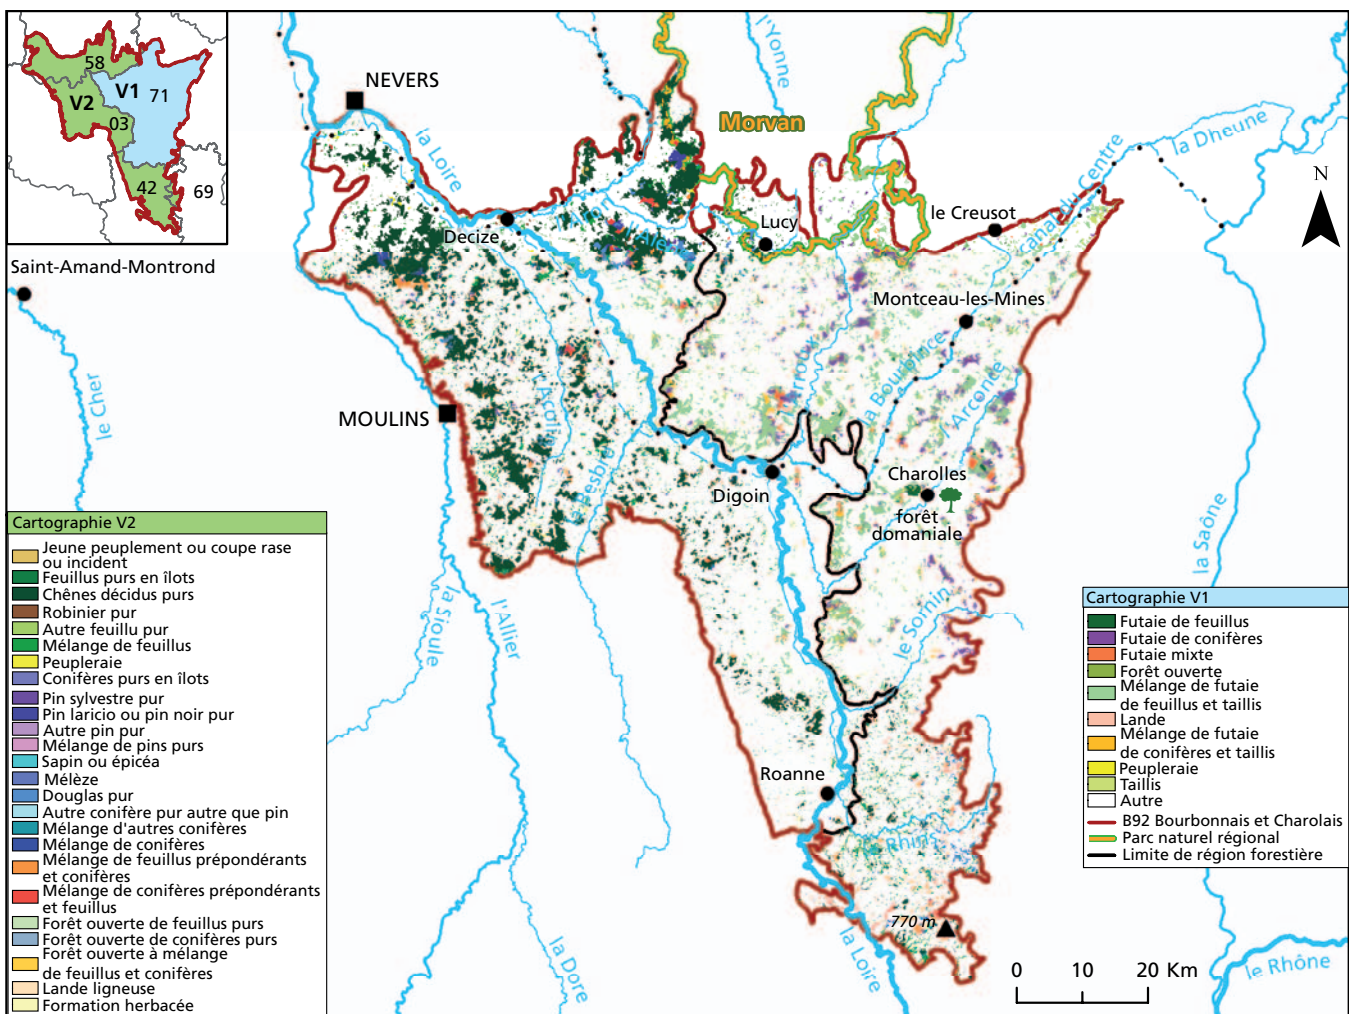 58
V2
V1
71
03
42
69
NEVERS
la Loire
l'Yonne
Morvan
la Dheune
Canal du Centre
N
Decize
Lucy
le Creusot
Saint-Amand-Montrond
le Cher
Montceau-les-Mines
l'Arroux
la Bourbince
l'Arconce
MOULINS
l'Acolin
la Besbre
Digoin
Charolles
forêt
domaniale
la Saône
la Sioule
l'Allier
le Sornin
Roanne
le Rhins
770 m
la Loire
la Dore
le Rhône
0 10 20 Km
Cartographie V2
Jeune peuplement ou coupe rase
ou incident
Feuillus purs en îlots
Chênes décidus purs
Robinier pur
Autre feuillu pur
Mélange de feuillus
Peupleraie
Conifères purs en îlots
Pin sylvestre pur
Pin laricio ou pin noir pur
Autre pin pur
Mélange de pins purs
Sapin ou épicéa
Mélèze
Douglas pur
Autre conifère pur autre que pin
Mélange d'autres conifères
Mélange de conifères
Mélange de feuillus prépondérants
et conifères
Mélange de conifères prépondérants
et feuillus
Forêt ouverte de feuillus purs
Forêt ouverte de conifères purs
Forêt ouverte à mélange
de feuillus et conifères
Lande ligneuse
Formation herbacée
Cartographie V1
Futaie de feuillus
Futaie de conifères
Futaie mixte
Forêt ouverte
Mélange de futaie
de feuillus et taillis
Lande
Mélange de futaie
de conifères et taillis
Peupleraie
Taillis
Autre
B92 Bourbonnais et Charolais
Parc naturel régional
Limite de région forestière